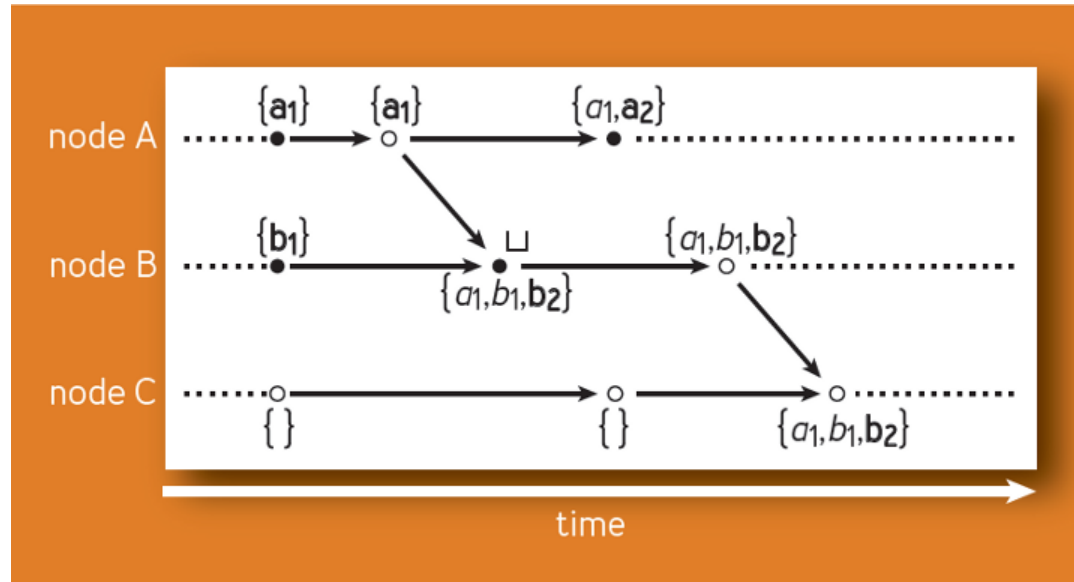 {a1} {a1} {a1,a2}
node A
{b1} ⊔ {a1,b1,b2}
node B
{a1,b1,b2}
node C
{ } { } {a1,b1,b2}
time